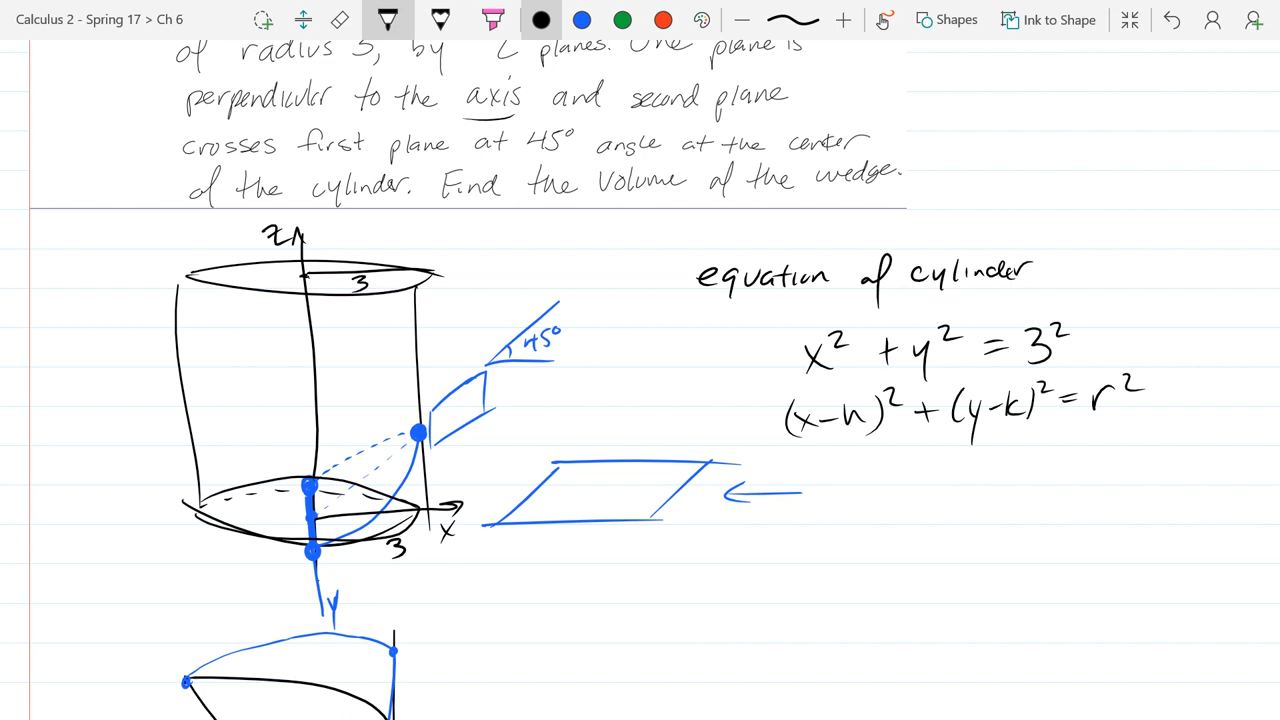 Calculus 2 - Spring 17 > Ch 6
Shapes
Ink to Shape
of radius 3, by 2 planes. One plane is
perpendicular to the axis and second plane
crosses first plane at 45° angle at the center
of the cylinder. Find the Volume of the wedge.
z
3
equation of cylinder
45°
x² + y² = 3²
(x-h)² + (y-k)² = r²
x
3
y